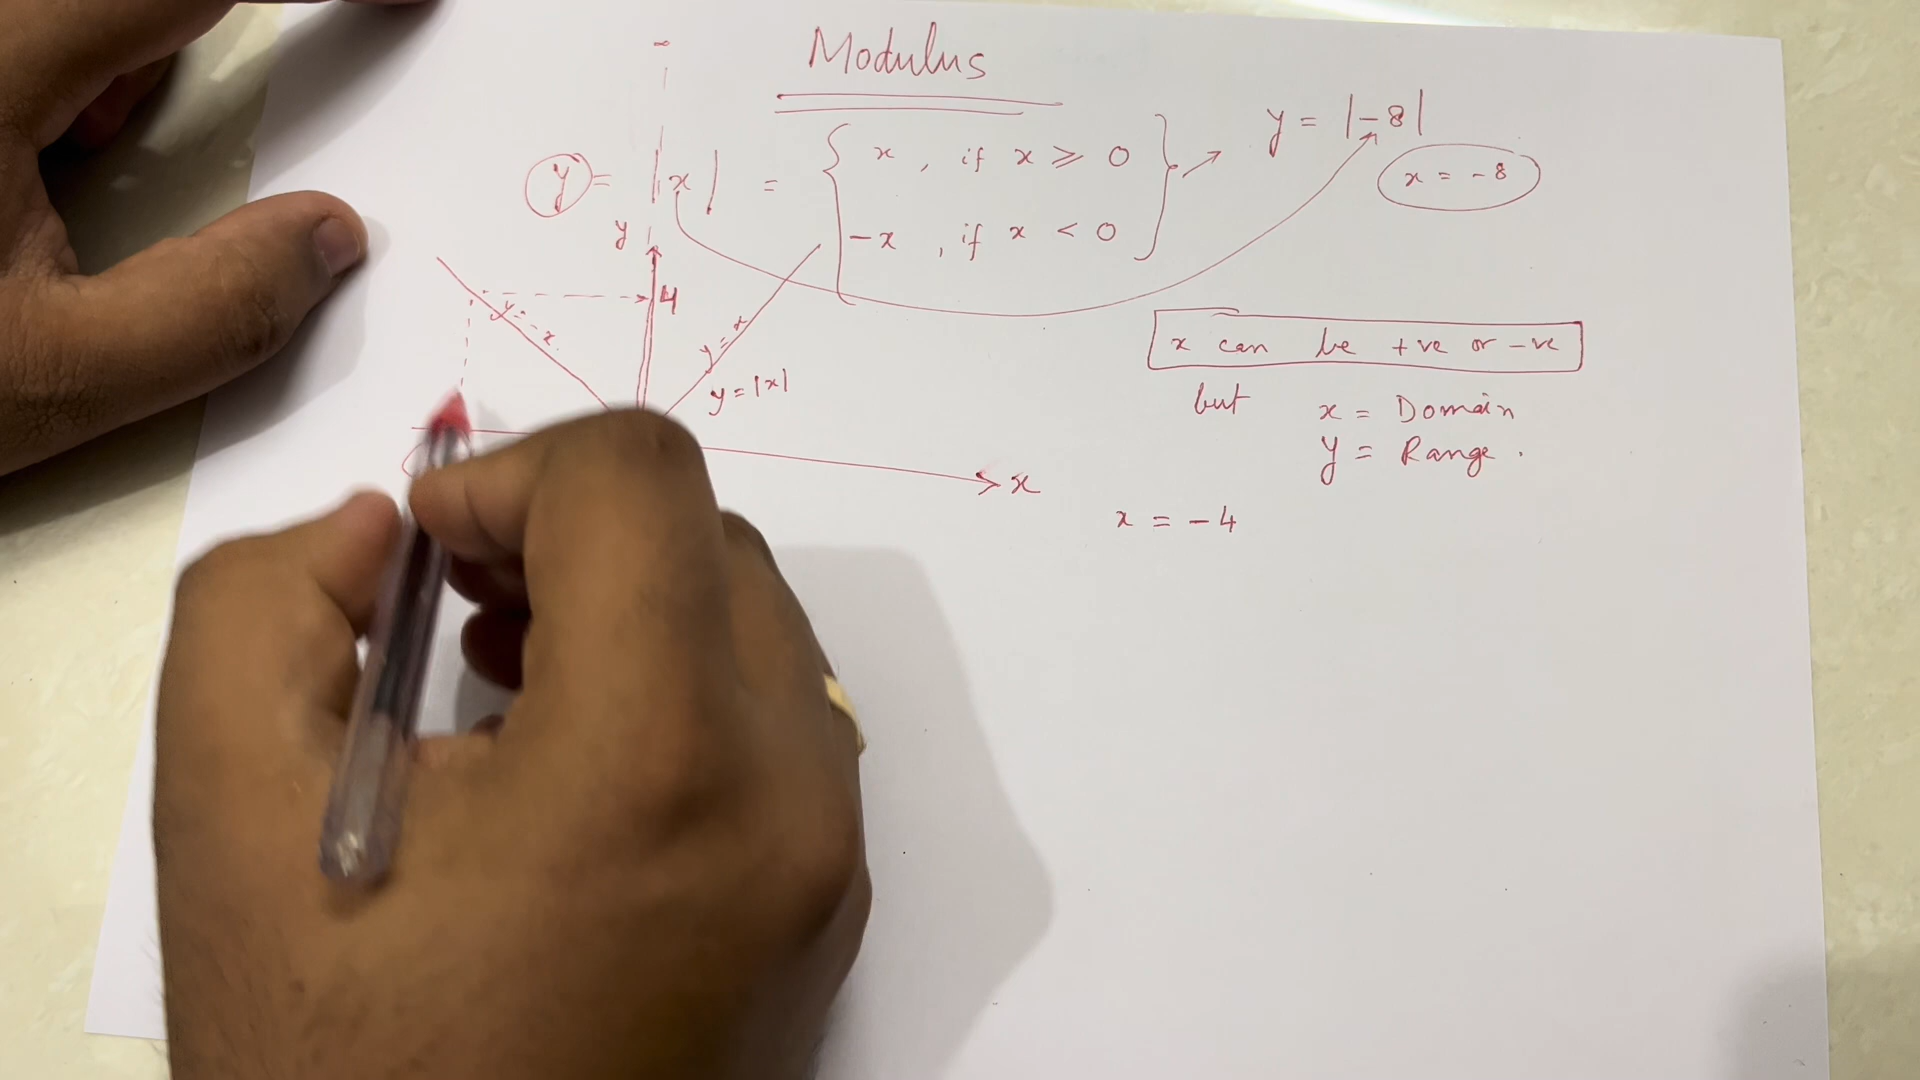 Modulus
y = |x| = { x , if x ⩾ 0
-x , if x < 0 }
y = |-8|
x = -8
y
4
y = -x
y = x
y = |x|
x
x can be +ve or -ve
but x = Domain
y = Range .
x = -4